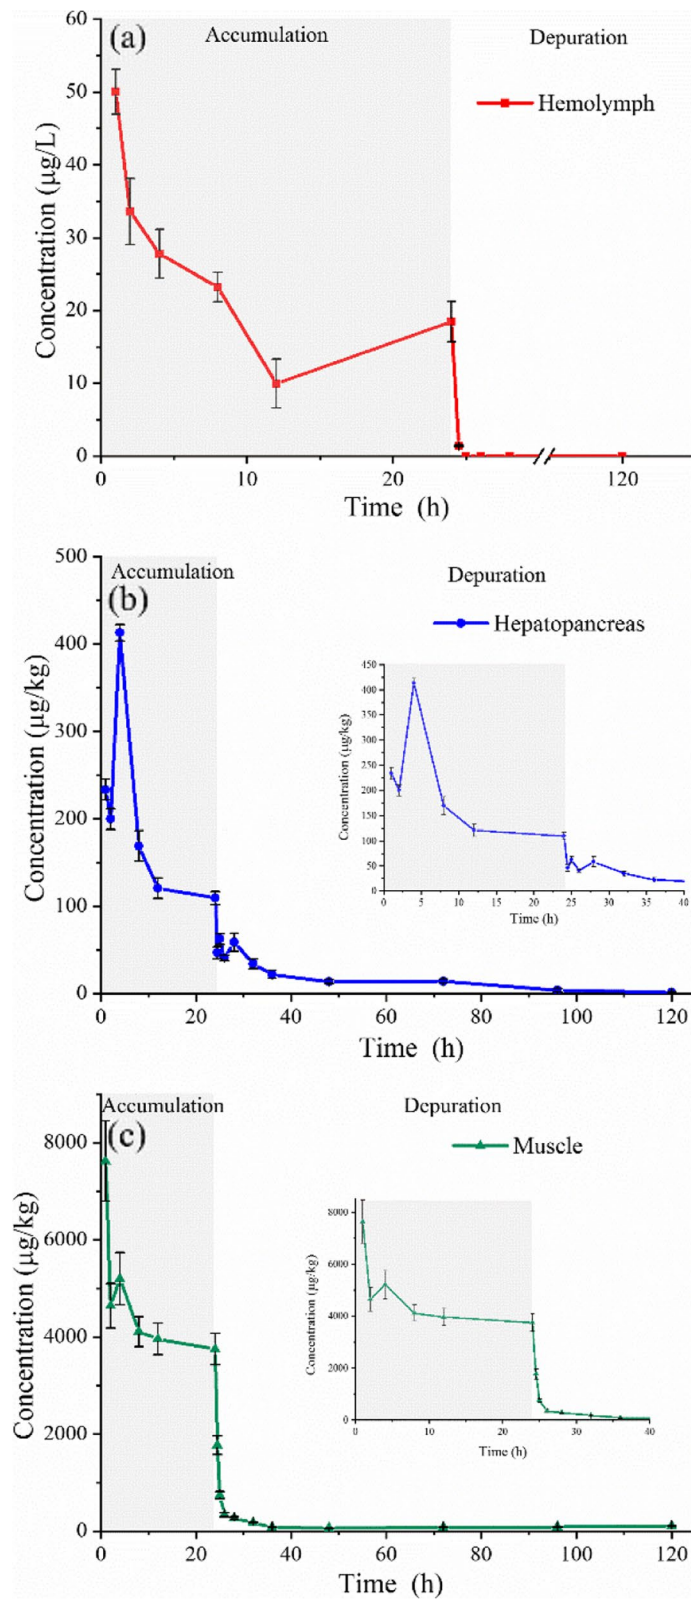 (a)
Accumulation
Depuration
Hemolymph
Concentration (µg/L)
60
50
40
30
20
10
0
0
10
20
120
Time (h)
(b)
Accumulation
Depuration
Hepatopancreas
Concentration (µg/kg)
500
400
300
200
100
0
0
20
40
60
80
100
120
Time (h)
Concentration (µg/kg)
450
400
350
300
250
200
150
100
50
0
0
5
10
15
20
25
30
35
40
Time (h)
(c)
Accumulation
Depuration
Muscle
Concentration (µg/kg)
8000
6000
4000
2000
0
0
20
40
60
80
100
120
Time (h)
Concentration (µg/kg)
8000
6000
4000
2000
0
0
10
20
30
40
Time (h)